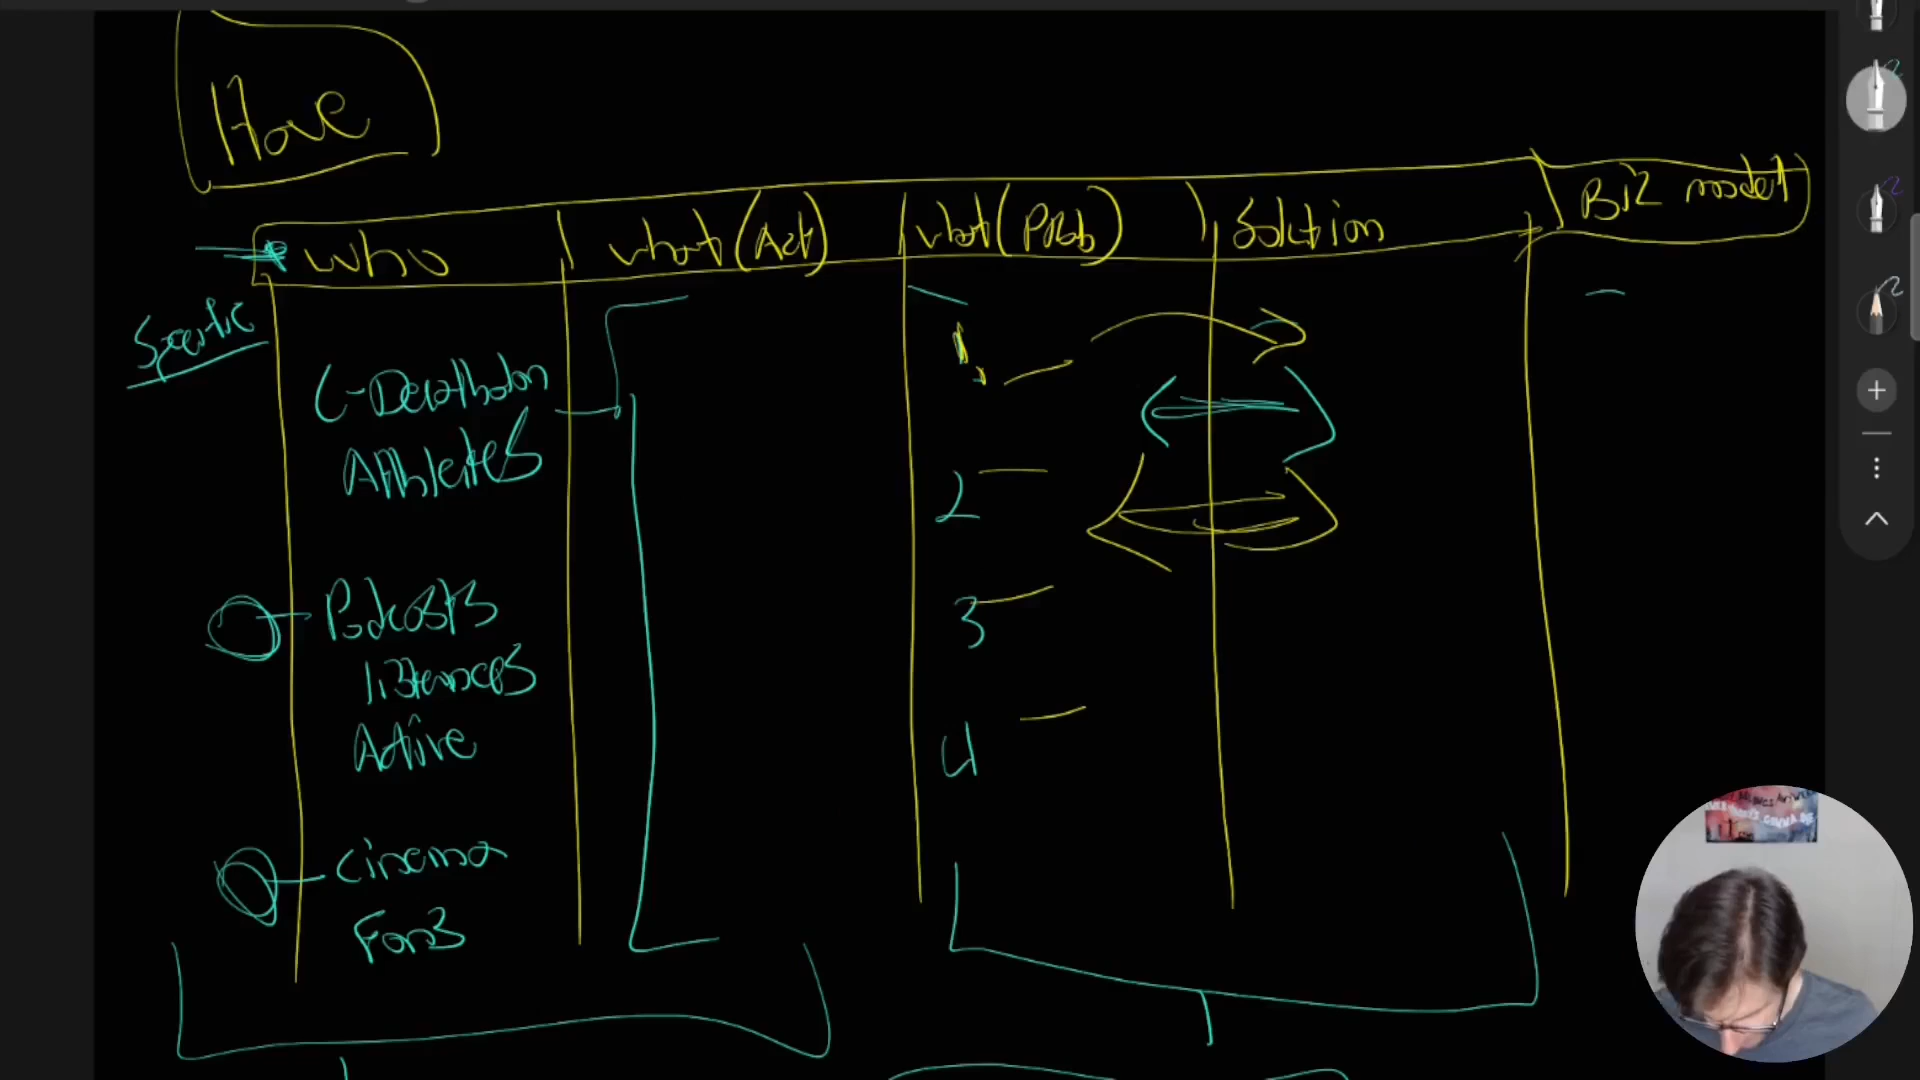 Have
Who
what (Act)
what (Prob)
Solution
Biz model
Specific
- Decathalon
Athletes
Podcasts
listeners
Active
Cinema
Fans
1.
2
3
4